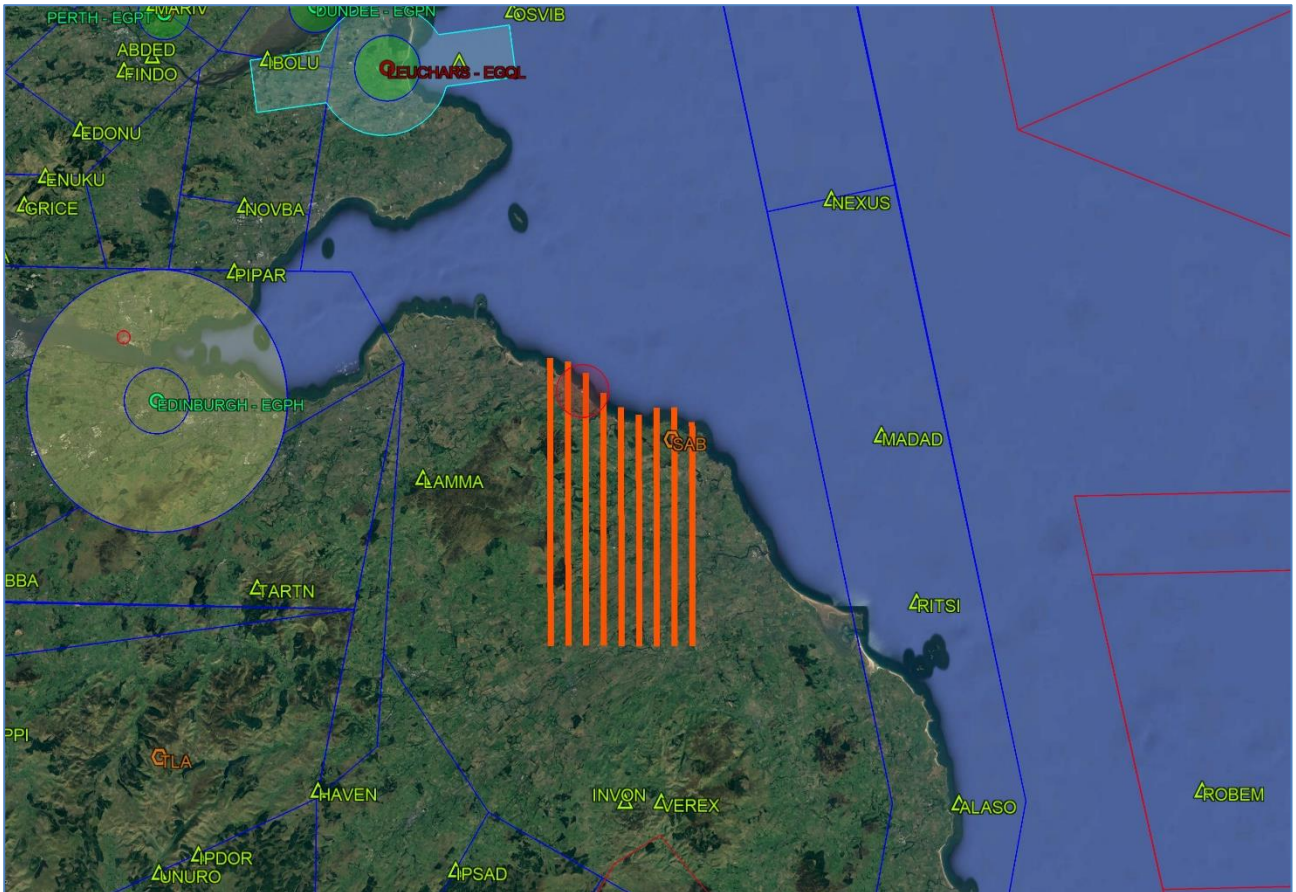 PERTH - EGPT
MARIV
DUNDEE - EGPN
OSVIB
ABDED
FINDO
BOLU
LEUCHARS - EGQL
EDONU
ENUKU
GRICE
NOVBA
NEXUS
PIPAR
EDINBURGH - EGPH
MADAD
SAB
LAMMA
BBA
TARTN
RITSI
PPI
TLA
HAVEN
INVON
VEREX
ALASO
ROBEM
IPDOR
UNURO
IPSAD